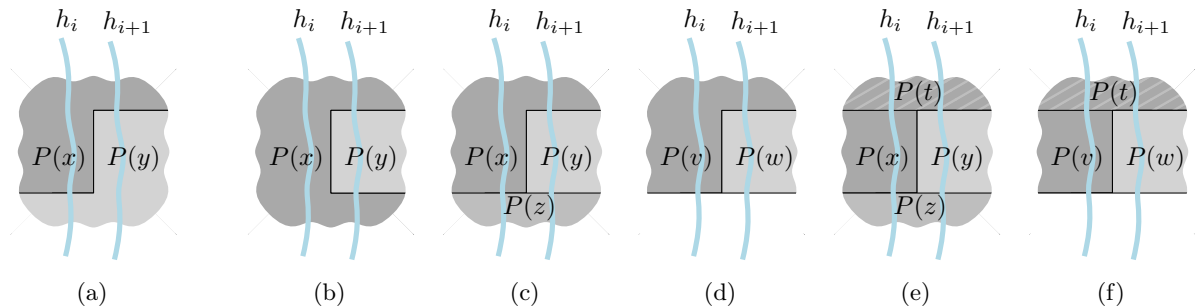 h_i h_{i+1} h_i h_{i+1} h_i h_{i+1} h_i h_{i+1} h_i h_{i+1} h_i h_{i+1}
P(t) P(t)
P(x) P(y) P(x) P(y) P(x) P(y) P(v) P(w) P(x) P(y) P(v) P(w)
P(z) P(z)
(a) (b) (c) (d) (e) (f)